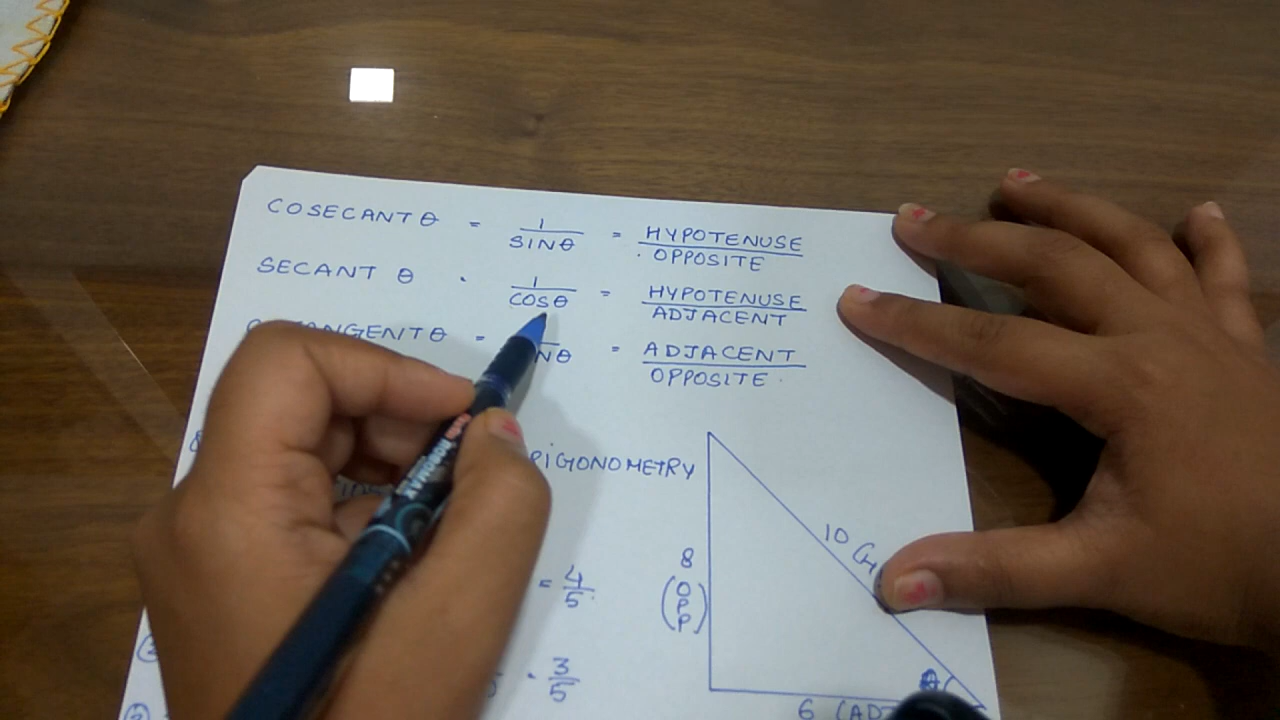 COSECANT θ = 1/SINθ = HYPOTENUSE/OPPOSITE
SECANT θ = 1/COSθ = HYPOTENUSE/ADJACENT
θ = = ADJACENT/OPPOSITE
10
8
(OPP)
= 4/5
3/5
θ
6 (ADJ